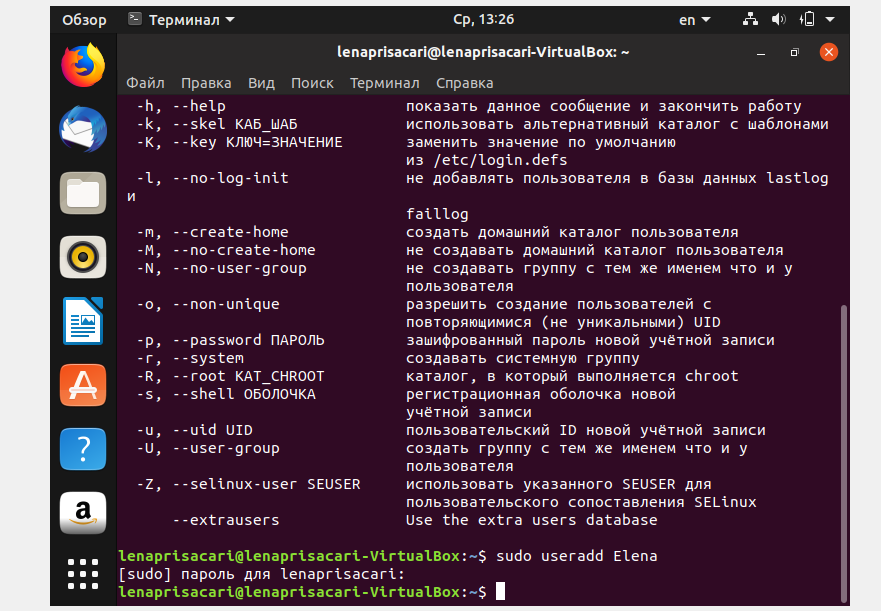 Обзор Терминал Ср, 13:26 en
lenaprisacari@lenaprisacari-VirtualBox: ~
Файл Правка Вид Поиск Терминал Справка
-h, --help показать данное сообщение и закончить работу
-k, --skel КАБ_ШАБ использовать альтернативный каталог с шаблонами
-K, --key КЛЮЧ=ЗНАЧЕНИЕ заменить значение по умолчанию
из /etc/login.defs
-l, --no-log-init не добавлять пользователя в базы данных lastlog
и
faillog
-m, --create-home создать домашний каталог пользователя
-M, --no-create-home не создавать домашний каталог пользователя
-N, --no-user-group не создавать группу с тем же именем что и у
пользователя
-o, --non-unique разрешить создание пользователей с
повторяющимися (не уникальными) UID
-p, --password ПАРОЛЬ зашифрованный пароль новой учётной записи
-r, --system создавать системную группу
-R, --root КАТ_CHROOT каталог, в который выполняется chroot
-s, --shell ОБОЛОЧКА регистрационная оболочка новой
учётной записи
-u, --uid UID пользовательский ID новой учётной записи
-U, --user-group создать группу с тем же именем что и у
пользователя
-Z, --selinux-user SEUSER использовать указанного SEUSER для
пользовательского сопоставления SELinux
--extrausers Use the extra users database
lenaprisacari@lenaprisacari-VirtualBox:~$ sudo useradd Elena
[sudo] пароль для lenaprisacari:
lenaprisacari@lenaprisacari-VirtualBox:~$